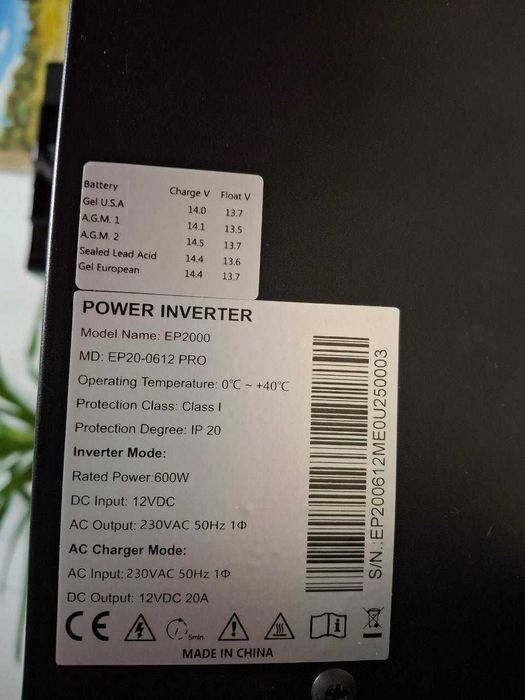 Battery Charge V Float V
Gel U.S.A 14.0 13.7
A.G.M. 1 14.1 13.5
A.G.M. 2 14.5 13.7
Sealed Lead Acid 14.4 13.6
Gel European 14.4 13.7
POWER INVERTER
Model Name: EP2000
MD: EP20-0612 PRO
Operating Temperature: 0℃ ~ +40℃
Protection Class: Class I
Protection Degree: IP 20
Inverter Mode:
Rated Power:600W
DC Input: 12VDC
AC Output: 230VAC 50Hz 1Φ
AC Charger Mode:
AC Input: 230VAC 50Hz 1Φ
DC Output: 12VDC 20A
CE 5min
MADE IN CHINA
S/N.:EP200612ME0U250003